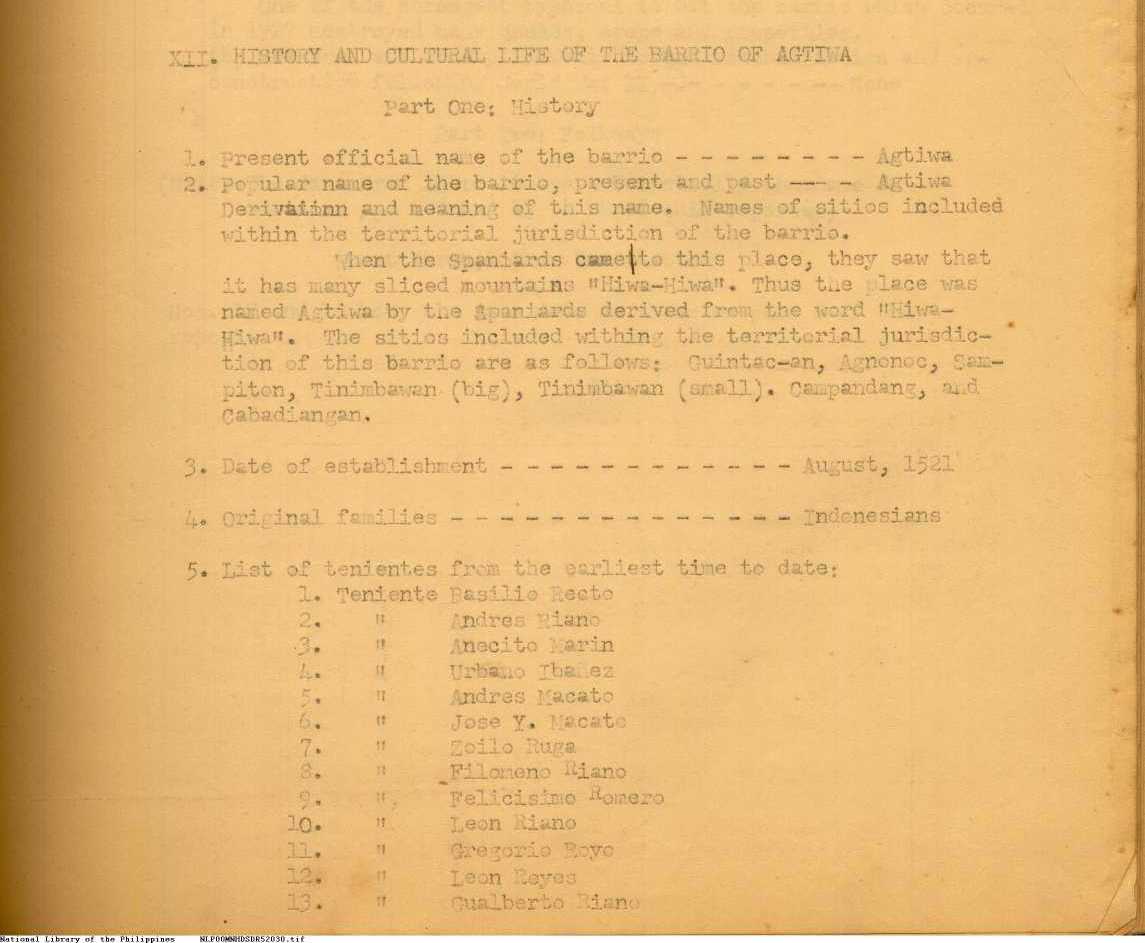 XII. HISTORY AND CULTURAL LIFE OF THE BARRIO OF AGTIWA
Part One: History
1. Present official name of the barrio - - - - - - - - Agtiwa
2. Popular name of the barrio, present and past --- - Agtiwa
Derivatinn and meaning of this name. Names of sitios included
within the territorial jurisdiction of the barrio.
When the Spaniards came to this place, they saw that
it has many sliced mountains "Hiwa-Hiwa". Thus the place was
named Agtiwa by the Spaniards derived from the word "Hiwa-
Hiwa". The sitios included withing the territorial jurisdic-
tion of this barrio are as follows: Guintac-an, Agnonoc, Sam-
piton, Tinimbawan (big), Tinimbawan (small). Campandang, and
Cabadiangan.
3. Date of establishment - - - - - - - - - - - - August, 1521
4. Original families - - - - - - - - - - - - - - Indonesians
5. List of tenientes from the earliest time to date:
1. Teniente Basilio Recto
2. " Andres Riano
3. " Anecito Marin
4. " Urbano Ibanez
5. " Andres Macato
6. " Jose Y. Macato
7. " Zoilo Ruga
8. " Filomeno Riano
9. " Felicisimo Romero
10. " Leon Riano
11. " Gregorio Royo
12. " Leon Reyes
13. " Gualberto Riano
National Library of the Philippines NLP00MNHDSDR52030.tif